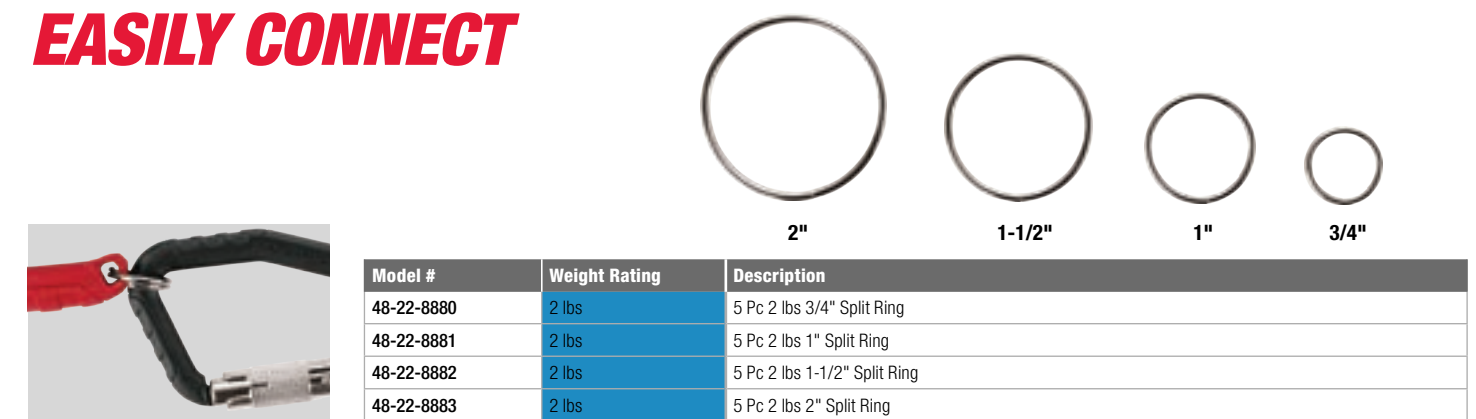 EASILY CONNECT
2" 1-1/2" 1" 3/4"
Model # Weight Rating Description
48-22-8880 2 lbs 5 Pc 2 lbs 3/4" Split Ring
48-22-8881 2 lbs 5 Pc 2 lbs 1" Split Ring
48-22-8882 2 lbs 5 Pc 2 lbs 1-1/2" Split Ring
48-22-8883 2 lbs 5 Pc 2 lbs 2" Split Ring